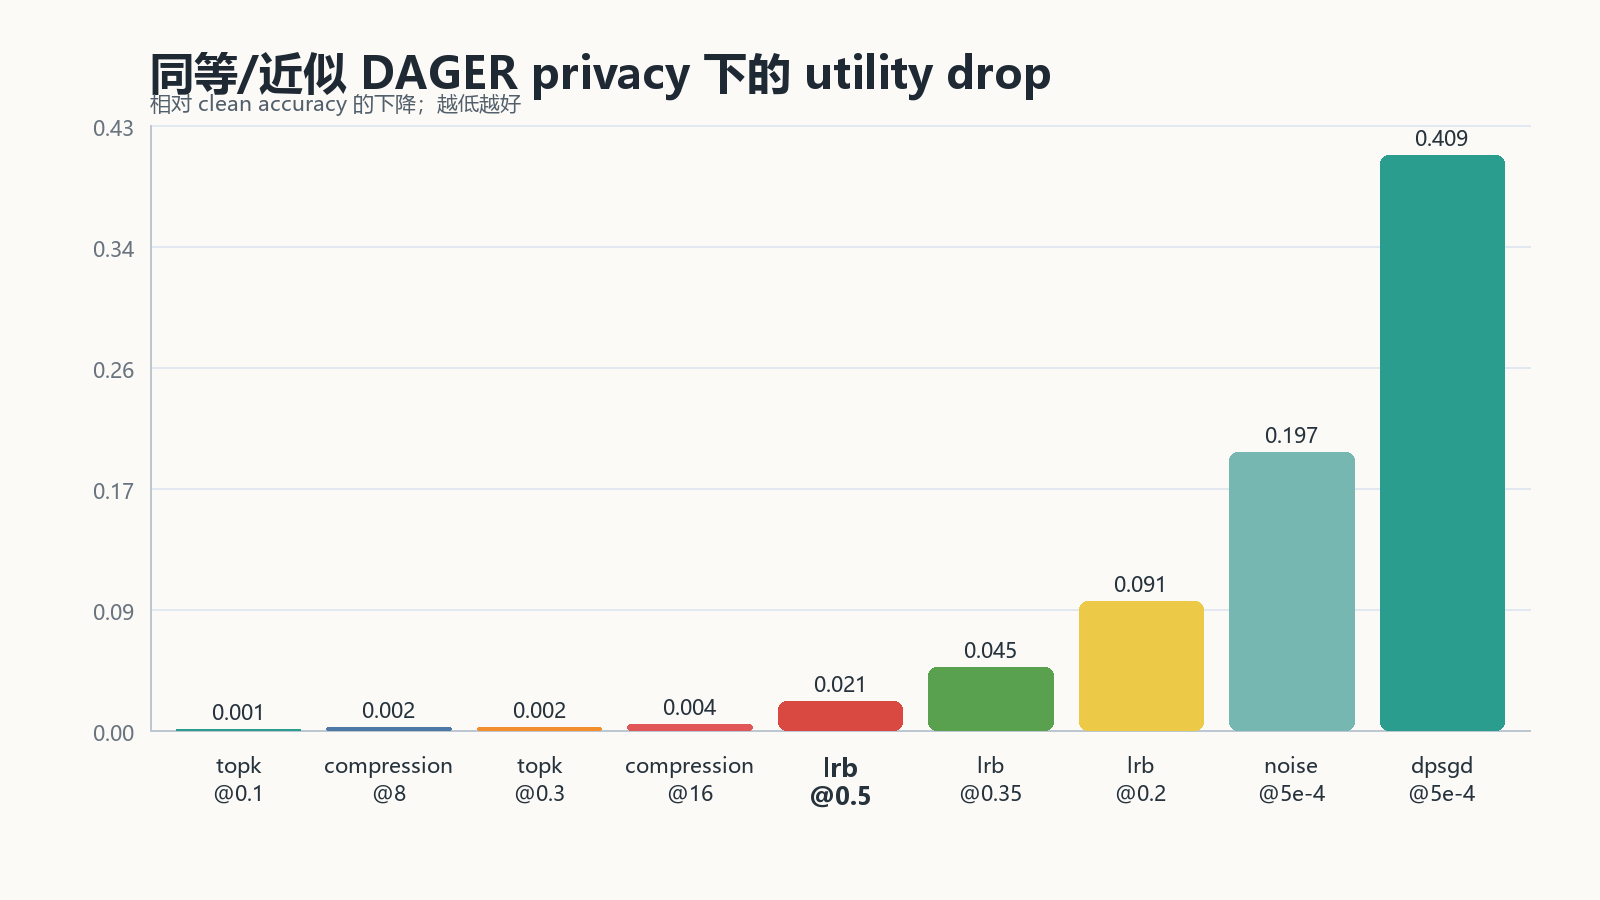 同等/近似 DAGER privacy 下的 utility drop
相对 clean accuracy 的下降；越低越好
0.43
0.34
0.26
0.17
0.09
0.00
0.001
0.002
0.002
0.004
0.021
0.045
0.091
0.197
0.409
topk
@0.1
compression
@8
topk
@0.3
compression
@16
lrb
@0.5
lrb
@0.35
lrb
@0.2
noise
@5e-4
dpsgd
@5e-4